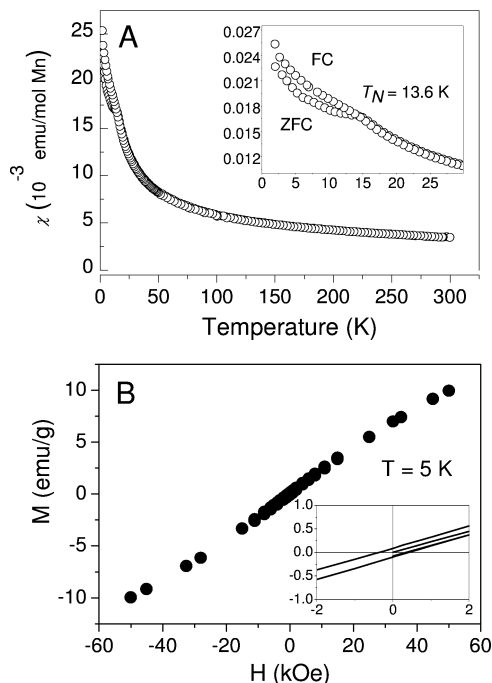 A
25
20
15
10
5
0
χ (10⁻³ emu/mol Mn)
0 50 100 150 200 250 300
Temperature (K)
0.027
0.024
0.021
0.018
0.015
0.012
FC
ZFC
T_N = 13.6 K
0 5 10 15 20 25
B
10
5
0
-5
-10
M (emu/g)
T = 5 K
1.0
0.5
0.0
-0.5
-1.0
-2 0 2
-60 -40 -20 0 20 40 60
H (kOe)